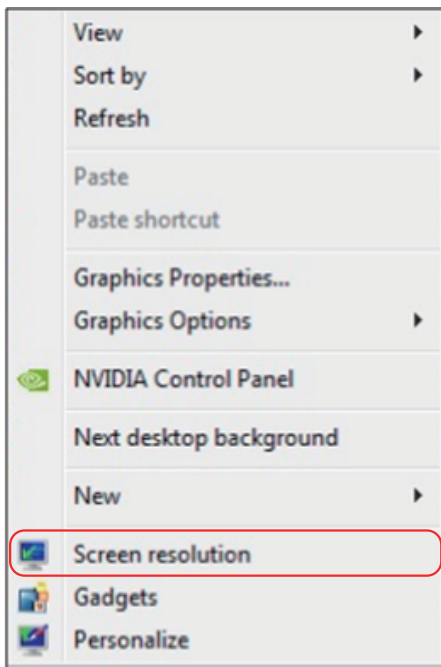 View
Sort by
Refresh
Paste
Paste shortcut
Graphics Properties...
Graphics Options
NVIDIA Control Panel
Next desktop background
New
Screen resolution
Gadgets
Personalize